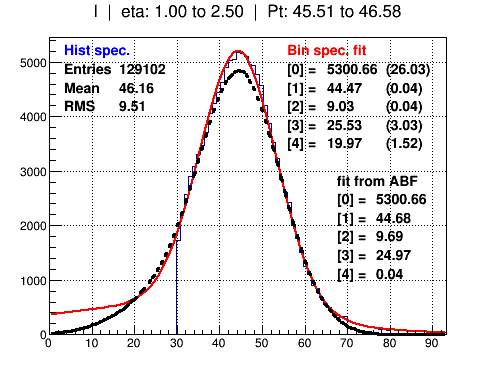 I | eta: 1.00 to 2.50 | Pt: 45.51 to 46.58
Hist spec.
Entries 129102
Mean 46.16
RMS 9.51
Bin spec. fit
[0] = 5300.66 (26.03)
[1] = 44.47 (0.04)
[2] = 9.03 (0.04)
[3] = 25.53 (3.03)
[4] = 19.97 (1.52)
fit from ABF
[0] = 5300.66
[1] = 44.68
[2] = 9.69
[3] = 24.97
[4] = 0.04
5000
4000
3000
2000
1000
0
0 10 20 30 40 50 60 70 80 90